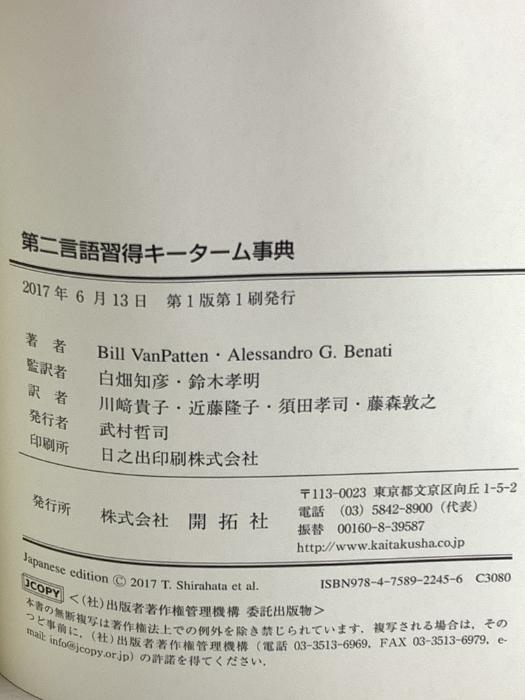 第二言語習得キーターム事典
2017年 6 月13日　第1版第1刷発行
著　者　Bill VanPatten・Alessandro G. Benati
監訳者　白畑知彦・鈴木孝明
訳　者　川﨑貴子・近藤隆子・須田孝司・藤森敦之
発行者　武村哲司
印刷所　日之出印刷株式会社
発行所　株式会社　開拓社
〒113-0023 東京都文京区向丘1-5-2
電話　(03) 5842-8900（代表）
振替　00160-8-39587
http://www.kaitakusha.co.jp
Japanese edition Ⓒ 2017 T. Shirahata et al.　ISBN978-4-7589-2245-6　C3080
JCOPY ＜(社)出版者著作権管理機構 委託出版物＞
本書の無断複写は著作権法上での例外を除き禁じられています．複写される場合は，その
つど事前に，(社)出版者著作権管理機構（電話 03-3513-6969, FAX 03-3513-6979, e-
mail: info@jcopy.or.jp）の許諾を得てください．